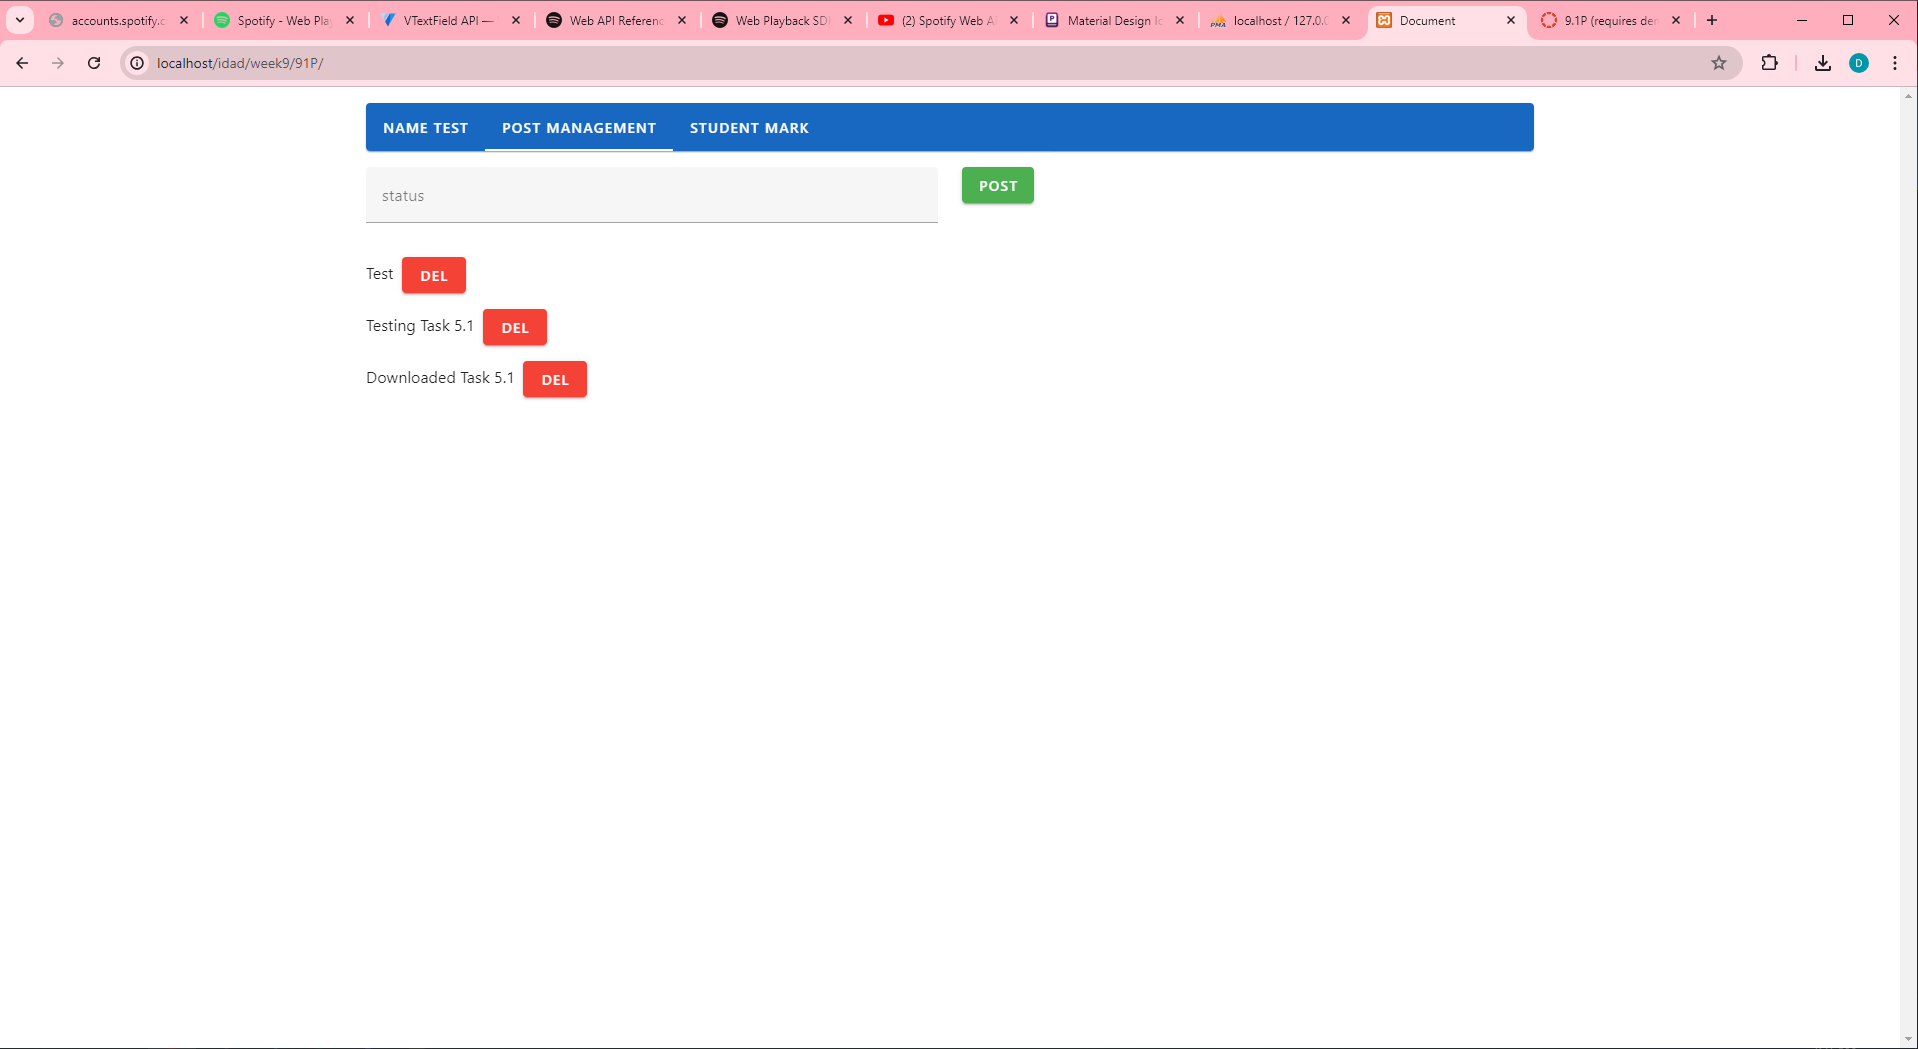 accounts.spotify.c
Spotify - Web Pla
VTextField API —
Web API Referenc
Web Playback SD
(2) Spotify Web A
Material Design Ic
localhost / 127.0.0
Document
9.1P (requires der
localhost/idad/week9/91P/
D
NAME TEST
POST MANAGEMENT
STUDENT MARK
status
POST
Test DEL
Testing Task 5.1 DEL
Downloaded Task 5.1 DEL